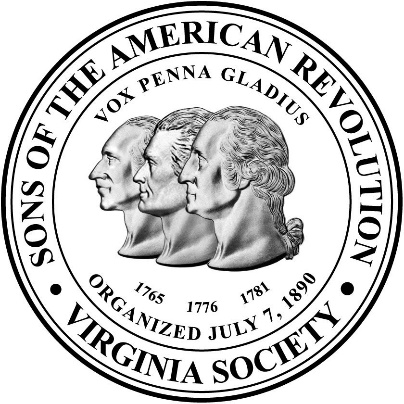 SONS OF THE AMERICAN REVOLUTION
VOX PENNA GLADIUS
1765 1776 1781
ORGANIZED JULY 7, 1890
• VIRGINIA SOCIETY •